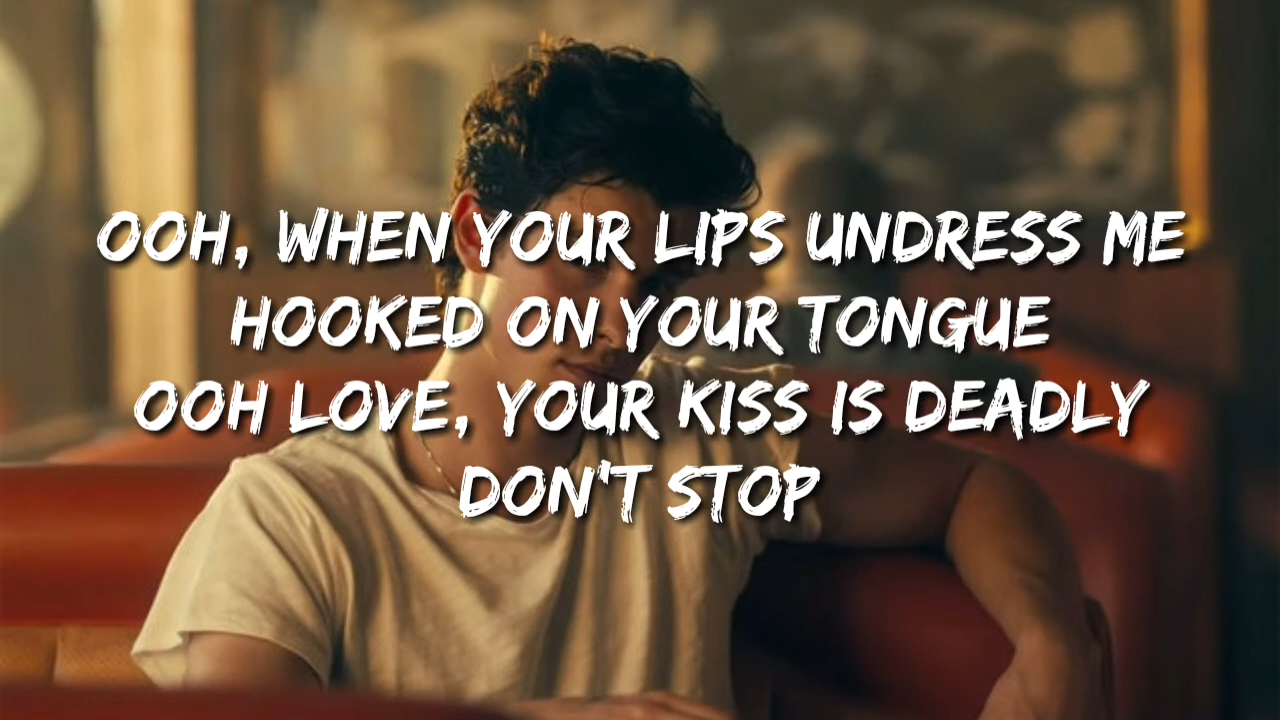 OOH, WHEN YOUR LIPS UNDRESS ME
HOOKED ON YOUR TONGUE
OOH LOVE, YOUR KISS IS DEADLY
DON'T STOP